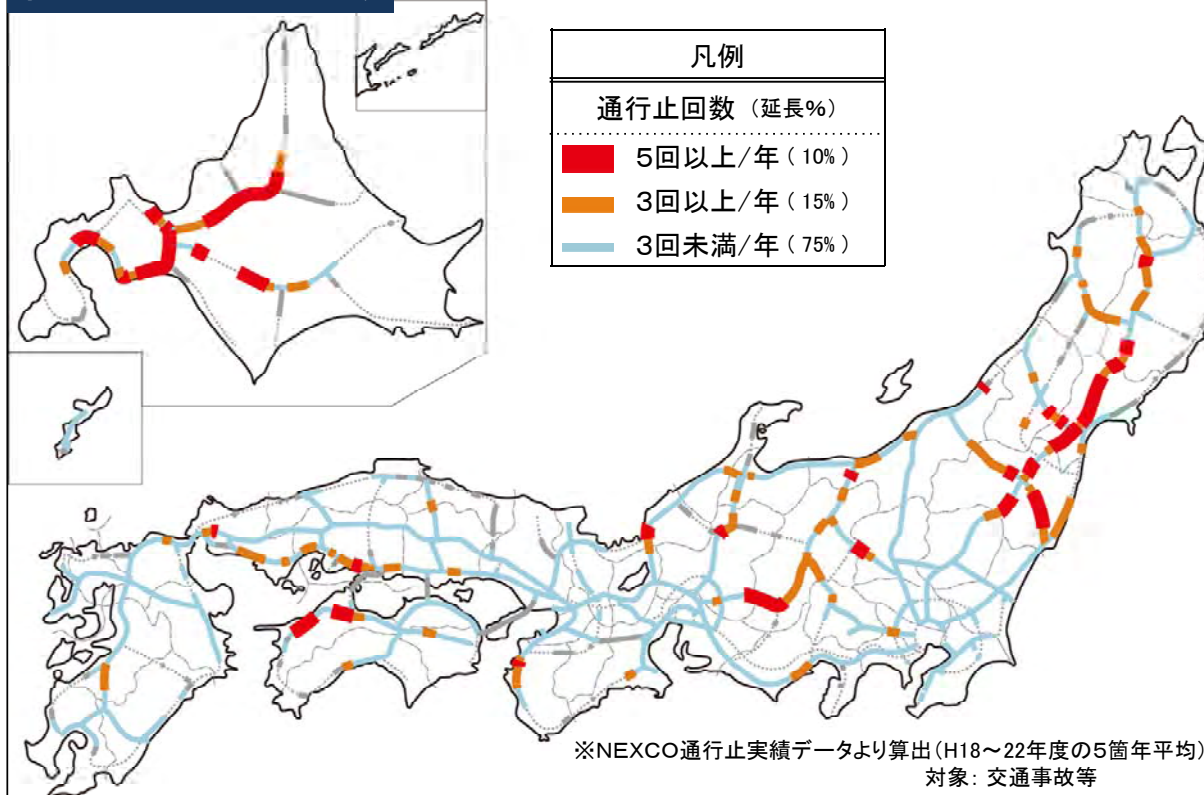 凡例
通行止回数（延長%）
5回以上/年（10%）
3回以上/年（15%）
3回未満/年（75%）
※NEXCO通行止実績データより算出（H18～22年度の5箇年平均）
対象：交通事故等